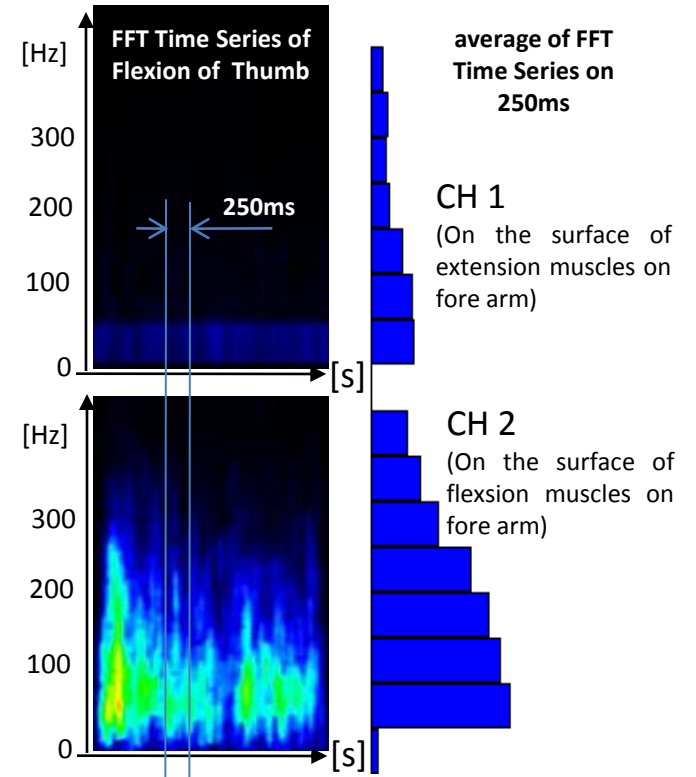 FFT Time Series of
Flexion of Thumb
[Hz]
300
200
100
0
250ms
[s]
average of FFT
Time Series on
250ms
CH 1
(On the surface of
extension muscles on
fore arm)
[Hz]
300
200
100
0
[s]
CH 2
(On the surface of
flexsion muscles on
fore arm)